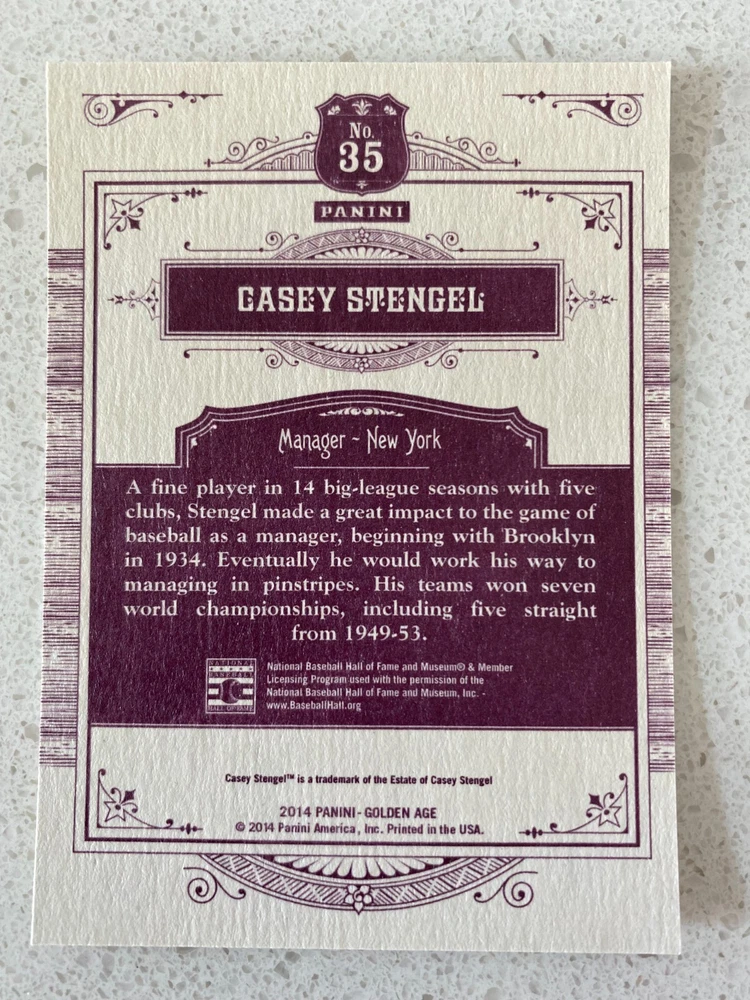 No.
35
PANINI
CASEY STENGEL
Manager ~ New York
A fine player in 14 big-league seasons with five
clubs, Stengel made a great impact to the game of
baseball as a manager, beginning with Brooklyn
in 1934. Eventually he would work his way to
managing in pinstripes. His teams won seven
world championships, including five straight
from 1949-53.
NATIONAL
BASEBALL
HALL OF FAME
National Baseball Hall of Fame and Museum® & Member
Licensing Program used with the permission of the
National Baseball Hall of Fame and Museum, Inc. -
www.BaseballHall.org
Casey Stengel™ is a trademark of the Estate of Casey Stengel
2014 PANINI - GOLDEN AGE
© 2014 Panini America, Inc. Printed in the USA.